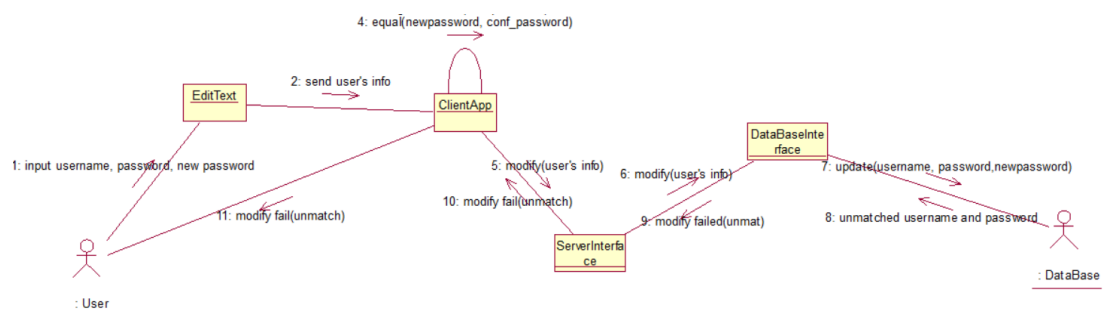 4: equal(newpassword, conf_password)
2: send user's info
EditText
ClientApp
DataBaseInte
rface
1: input username, password, new password
5: modify(user's info)
6: modify(user's info)
7: update(username, password,newpassword)
10: modify fail(unmatch)
11: modify fail(unmatch)
9: modify failed(unmat)
8: unmatched username and password
ServerInterfa
ce
: DataBase
: User